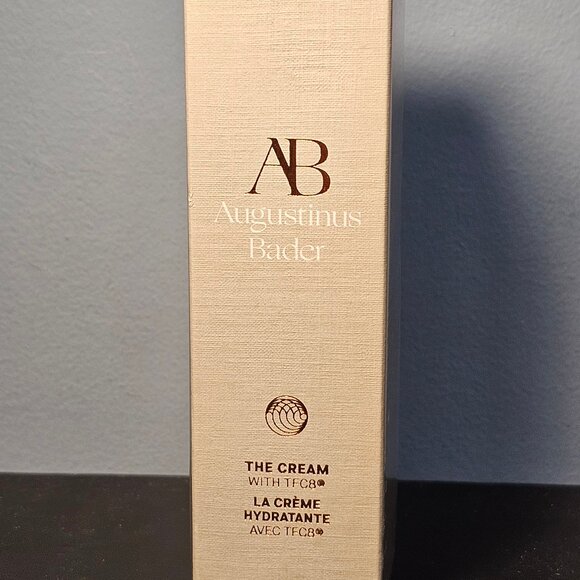 AB
Augustinus
Bader
THE CREAM
WITH TFC8®
LA CRÈME
HYDRATANTE
AVEC TFC8®